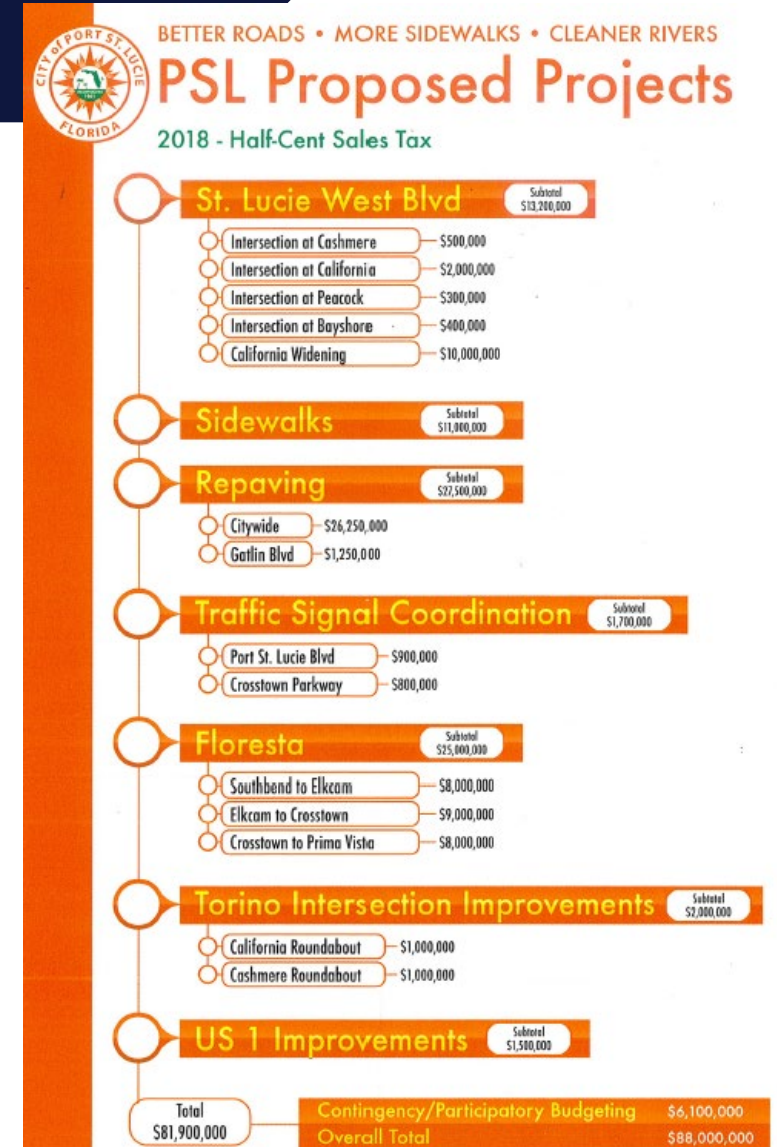 CITY of PORT ST. LUCIE
FLORIDA
BETTER ROADS • MORE SIDEWALKS • CLEANER RIVERS
PSL Proposed Projects
2018 - Half-Cent Sales Tax
St. Lucie West Blvd Subtotal $13,200,000
Intersection at Cashmere $500,000
Intersection at California $2,000,000
Intersection at Peacock $300,000
Intersection at Bayshore $400,000
California Widening $10,000,000
Sidewalks Subtotal $11,000,000
Repaving Subtotal $27,500,000
Citywide $26,250,000
Gatlin Blvd $1,250,000
Traffic Signal Coordination Subtotal $1,700,000
Port St. Lucie Blvd $900,000
Crosstown Parkway $800,000
Floresta Subtotal $25,000,000
Southbend to Elkcam $8,000,000
Elkcam to Crosstown $9,000,000
Crosstown to Prima Vista $8,000,000
Torino Intersection Improvements Subtotal $2,000,000
California Roundabout $1,000,000
Cashmere Roundabout $1,000,000
US 1 Improvements Subtotal $1,500,000
Total
$81,900,000
Contingency/Participatory Budgeting $6,100,000
Overall Total $88,000,000